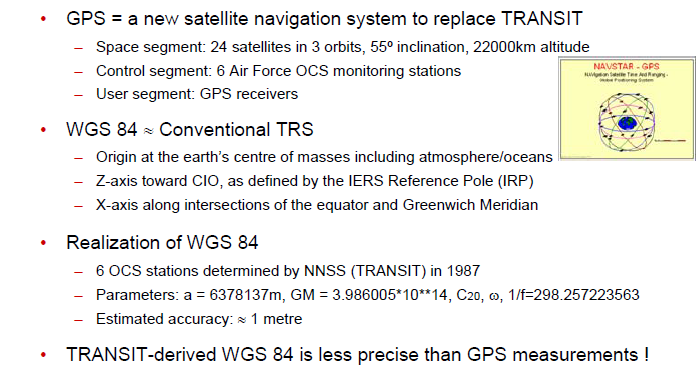 • GPS = a new satellite navigation system to replace TRANSIT
– Space segment: 24 satellites in 3 orbits, 55º inclination, 22000km altitude
– Control segment: 6 Air Force OCS monitoring stations
– User segment: GPS receivers
NAVSTAR - GPS
NAVigation Satellite Time And Ranging -
Global Positioning System
• WGS 84 ≈ Conventional TRS
– Origin at the earth's centre of masses including atmosphere/oceans
– Z-axis toward CIO, as defined by the IERS Reference Pole (IRP)
– X-axis along intersections of the equator and Greenwich Meridian
• Realization of WGS 84
– 6 OCS stations determined by NNSS (TRANSIT) in 1987
– Parameters: a = 6378137m, GM = 3.986005*10**14, C20, ω, 1/f=298.257223563
– Estimated accuracy: ≈ 1 metre
• TRANSIT-derived WGS 84 is less precise than GPS measurements !